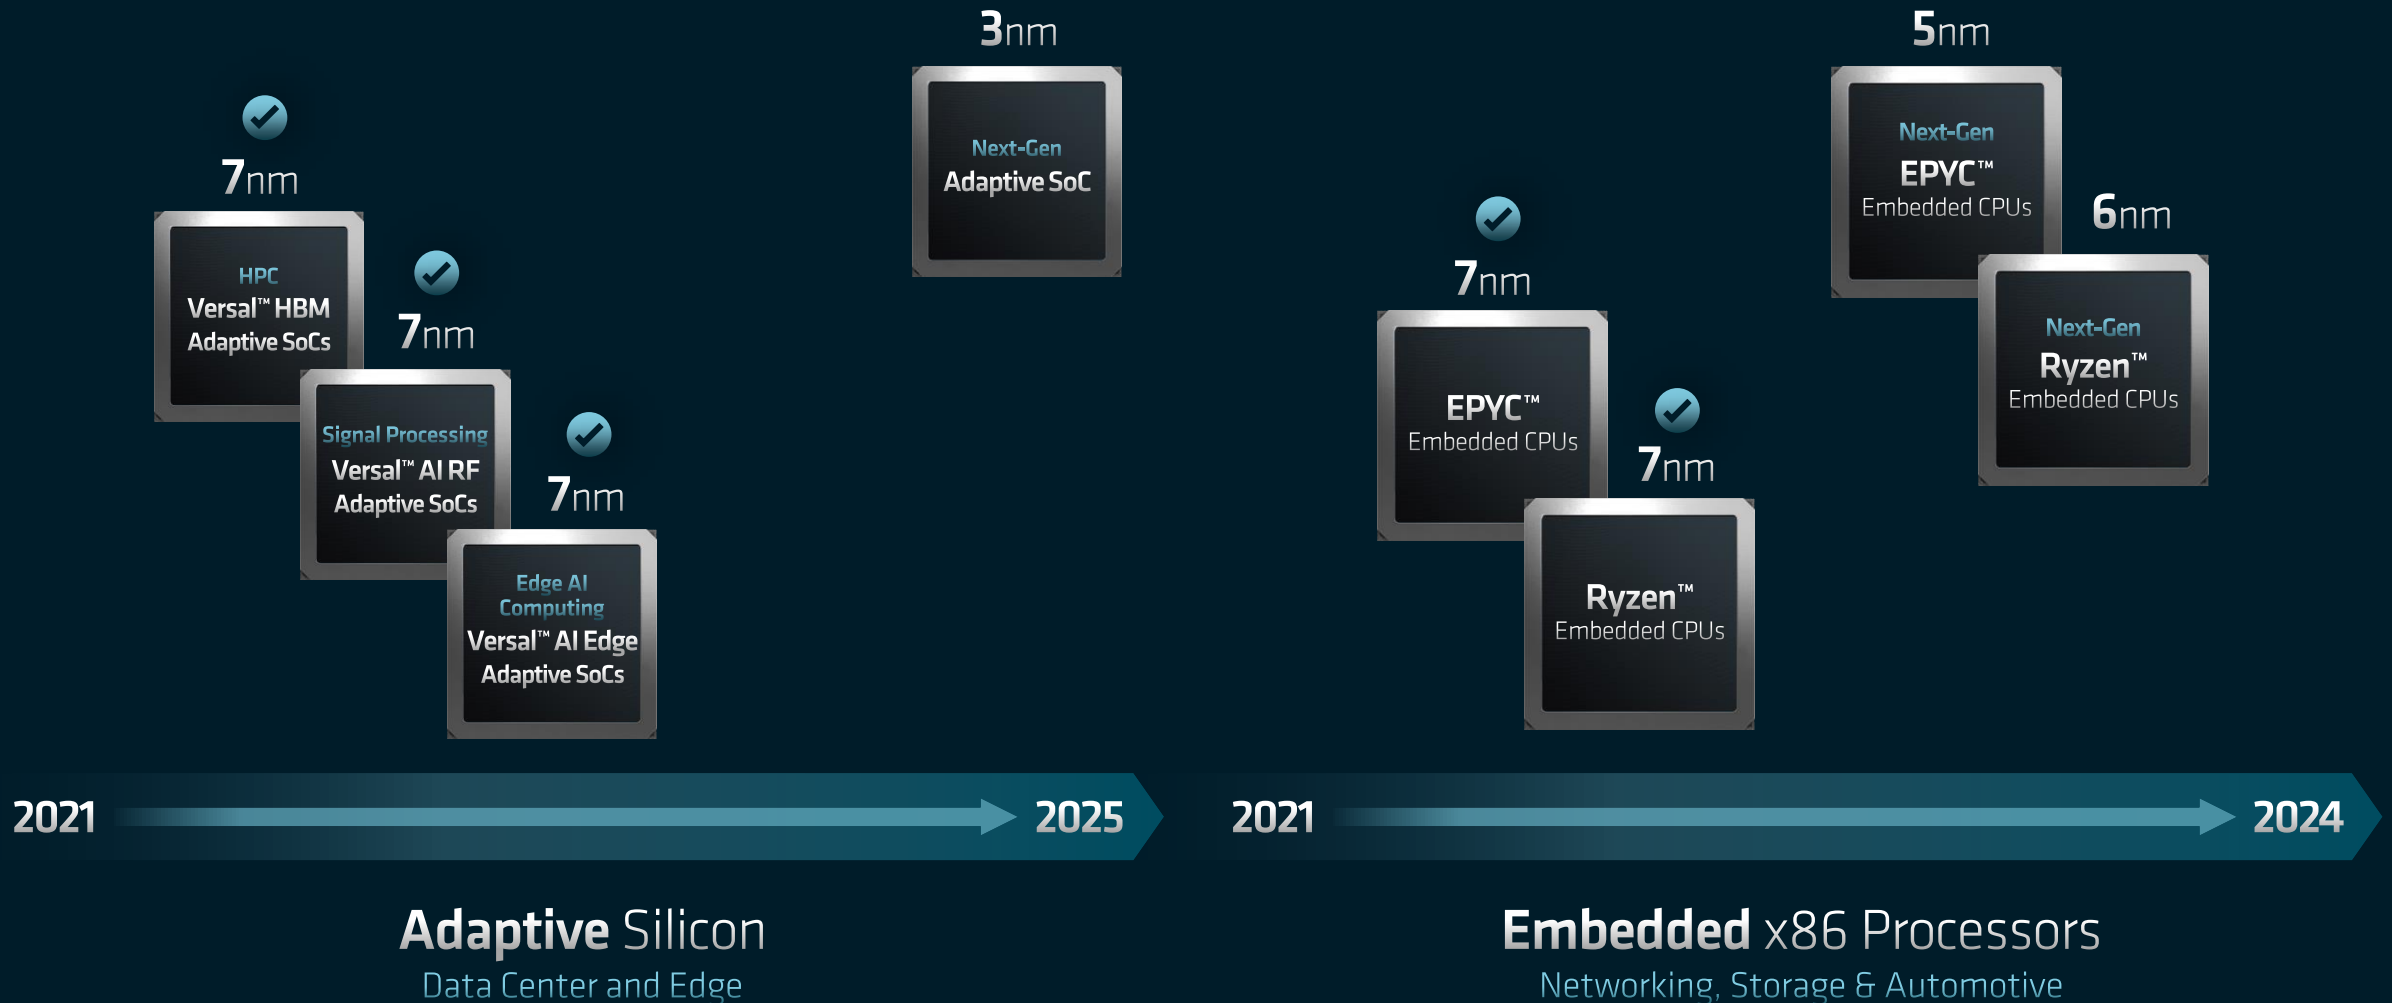 7nm
HPC
Versal™ HBM
Adaptive SoCs
7nm
Signal Processing
Versal™ AI RF
Adaptive SoCs
7nm
Edge AI
Computing
Versal™ AI Edge
Adaptive SoCs
3nm
Next-Gen
Adaptive SoC
2021
2025
Adaptive Silicon
Data Center and Edge
7nm
EPYC™
Embedded CPUs
7nm
Ryzen™
Embedded CPUs
5nm
Next-Gen
EPYC™
Embedded CPUs
6nm
Next-Gen
Ryzen™
Embedded CPUs
2021
2024
Embedded x86 Processors
Networking, Storage & Automotive